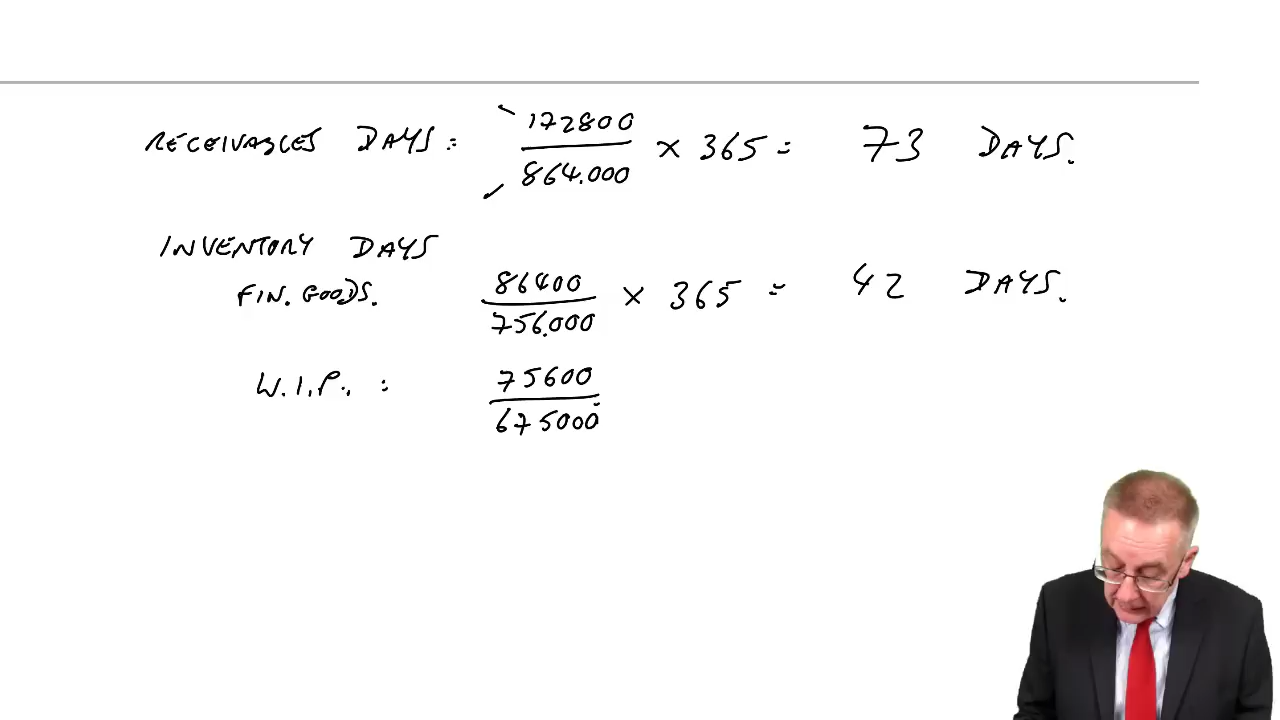 RECEIVABLES DAYS = 172800 / 864.000 × 365 = 73 DAYS.
INVENTORY DAYS
FIN. GOODS. 86400 / 756.000 × 365 = 42 DAYS.
W.I.P. : 75600 / 675000